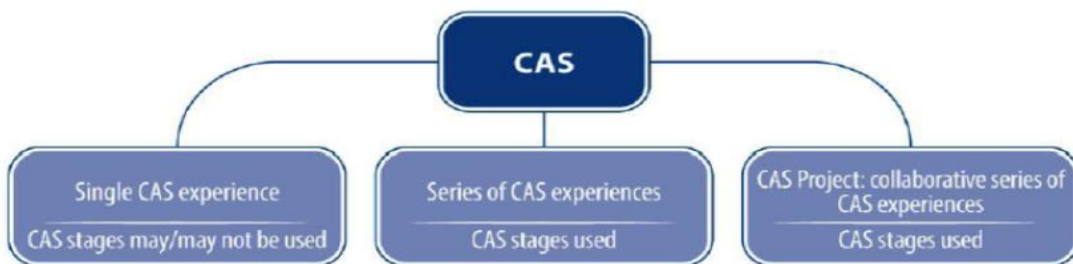 CAS
Single CAS experience
CAS stages may/may not be used
Series of CAS experiences
CAS stages used
CAS Project: collaborative series of
CAS experiences
CAS stages used